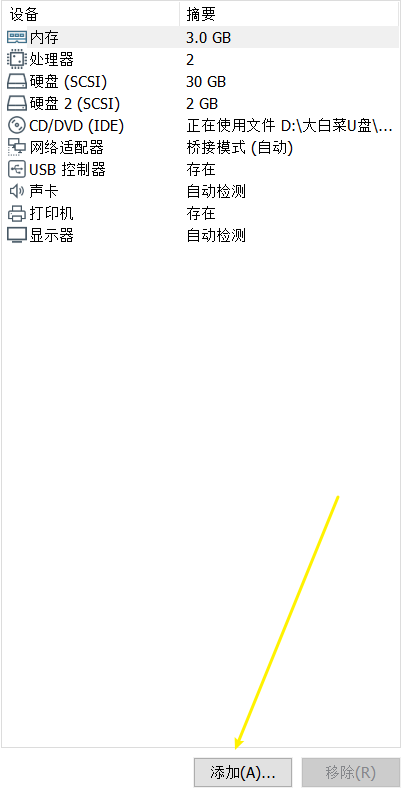 设备 摘要
内存 3.0 GB
处理器 2
硬盘 (SCSI) 30 GB
硬盘 2 (SCSI) 2 GB
CD/DVD (IDE) 正在使用文件 D:\大白菜U盘\...
网络适配器 桥接模式 (自动)
USB 控制器 存在
声卡 自动检测
打印机 存在
显示器 自动检测
添加(A)... 移除(R)